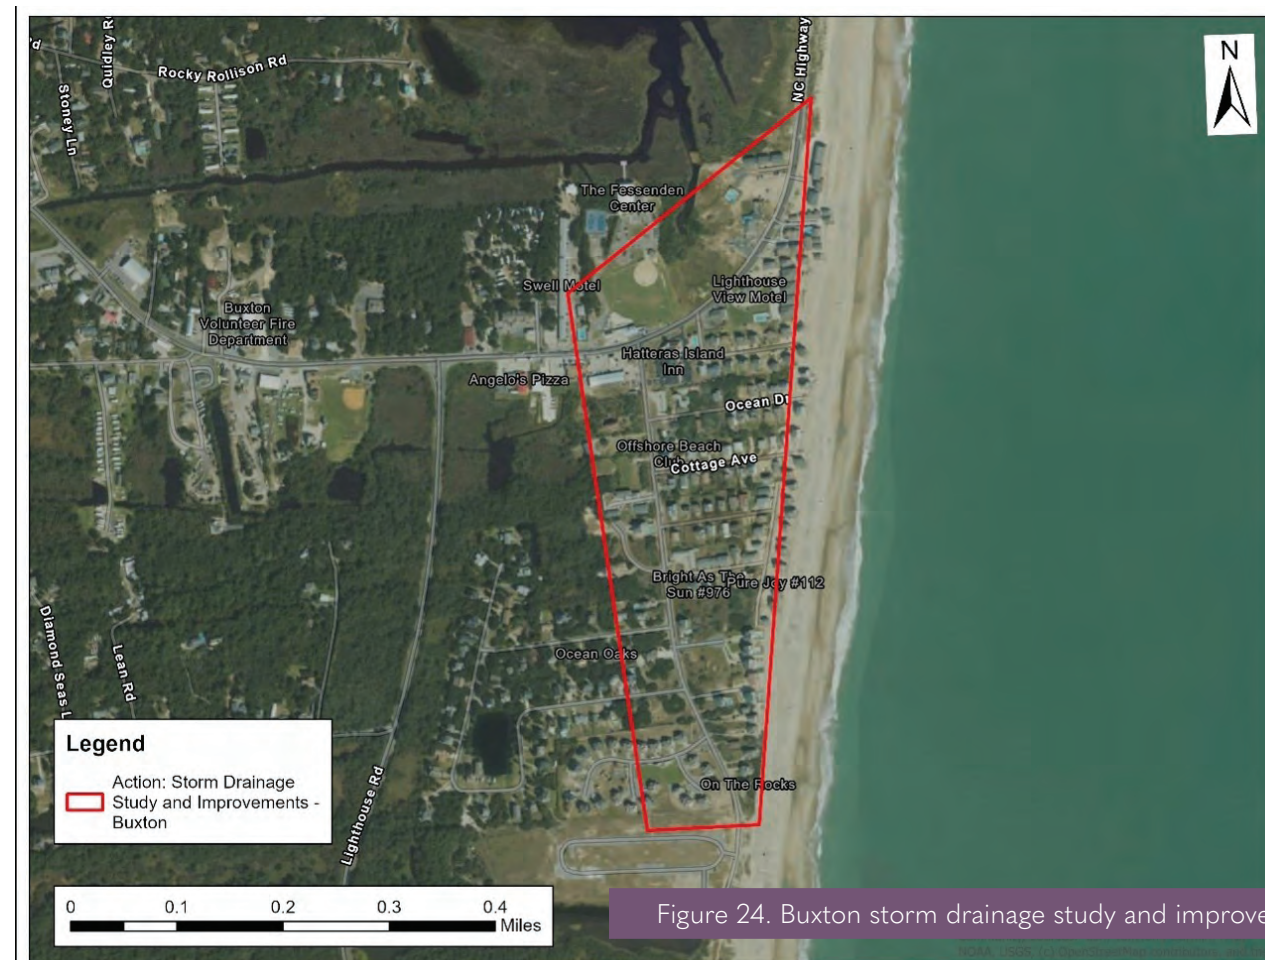 'd
Quidley R
Rocky Rollison Rd
Stoney Ln
NC Highway
N
The Fessenden
Center
Swell Motel
Lighthouse
View Motel
Buxton
Volunteer Fire
Department
Hatteras Island
Inn
Angelo's Pizza
Ocean Dr
Offshore Beach
Club
Cottage Ave
Bright As The
Sun #976
Pure Joy #112
Ocean Oaks
Diamond Seas L
Lean Rd
Lighthouse Rd
On The Rocks
Legend
Action: Storm Drainage
Study and Improvements -
Buxton
0 0.1 0.2 0.3 0.4
Miles
Figure 24. Buxton storm drainage study and improve
NOAA, USGS, (c) OpenStreetMap contributors,